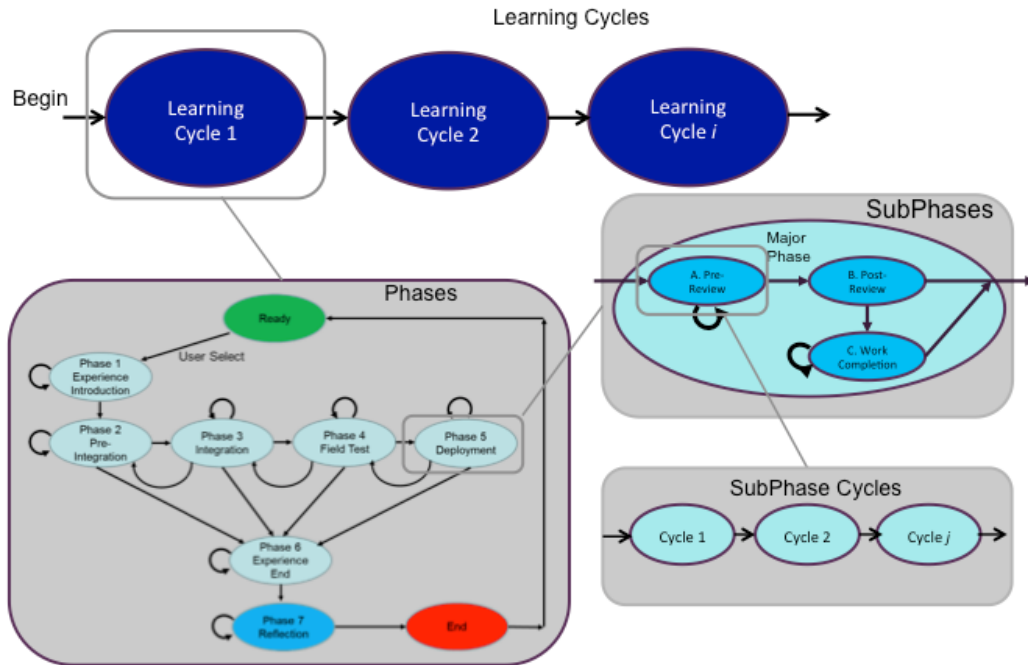 Learning Cycles
Begin
Learning
Cycle 1
Learning
Cycle 2
Learning
Cycle i
SubPhases
Major
Phase
A. Pre-
Review
B. Post-
Review
C. Work
Completion
Phases
Ready
User Select
Phase 1
Experience
Introduction
Phase 2
Pre-
Integration
Phase 3
Integration
Phase 4
Field Test
Phase 5
Deployment
Phase 6
Experience
End
Phase 7
Reflection
End
SubPhase Cycles
Cycle 1
Cycle 2
Cycle j